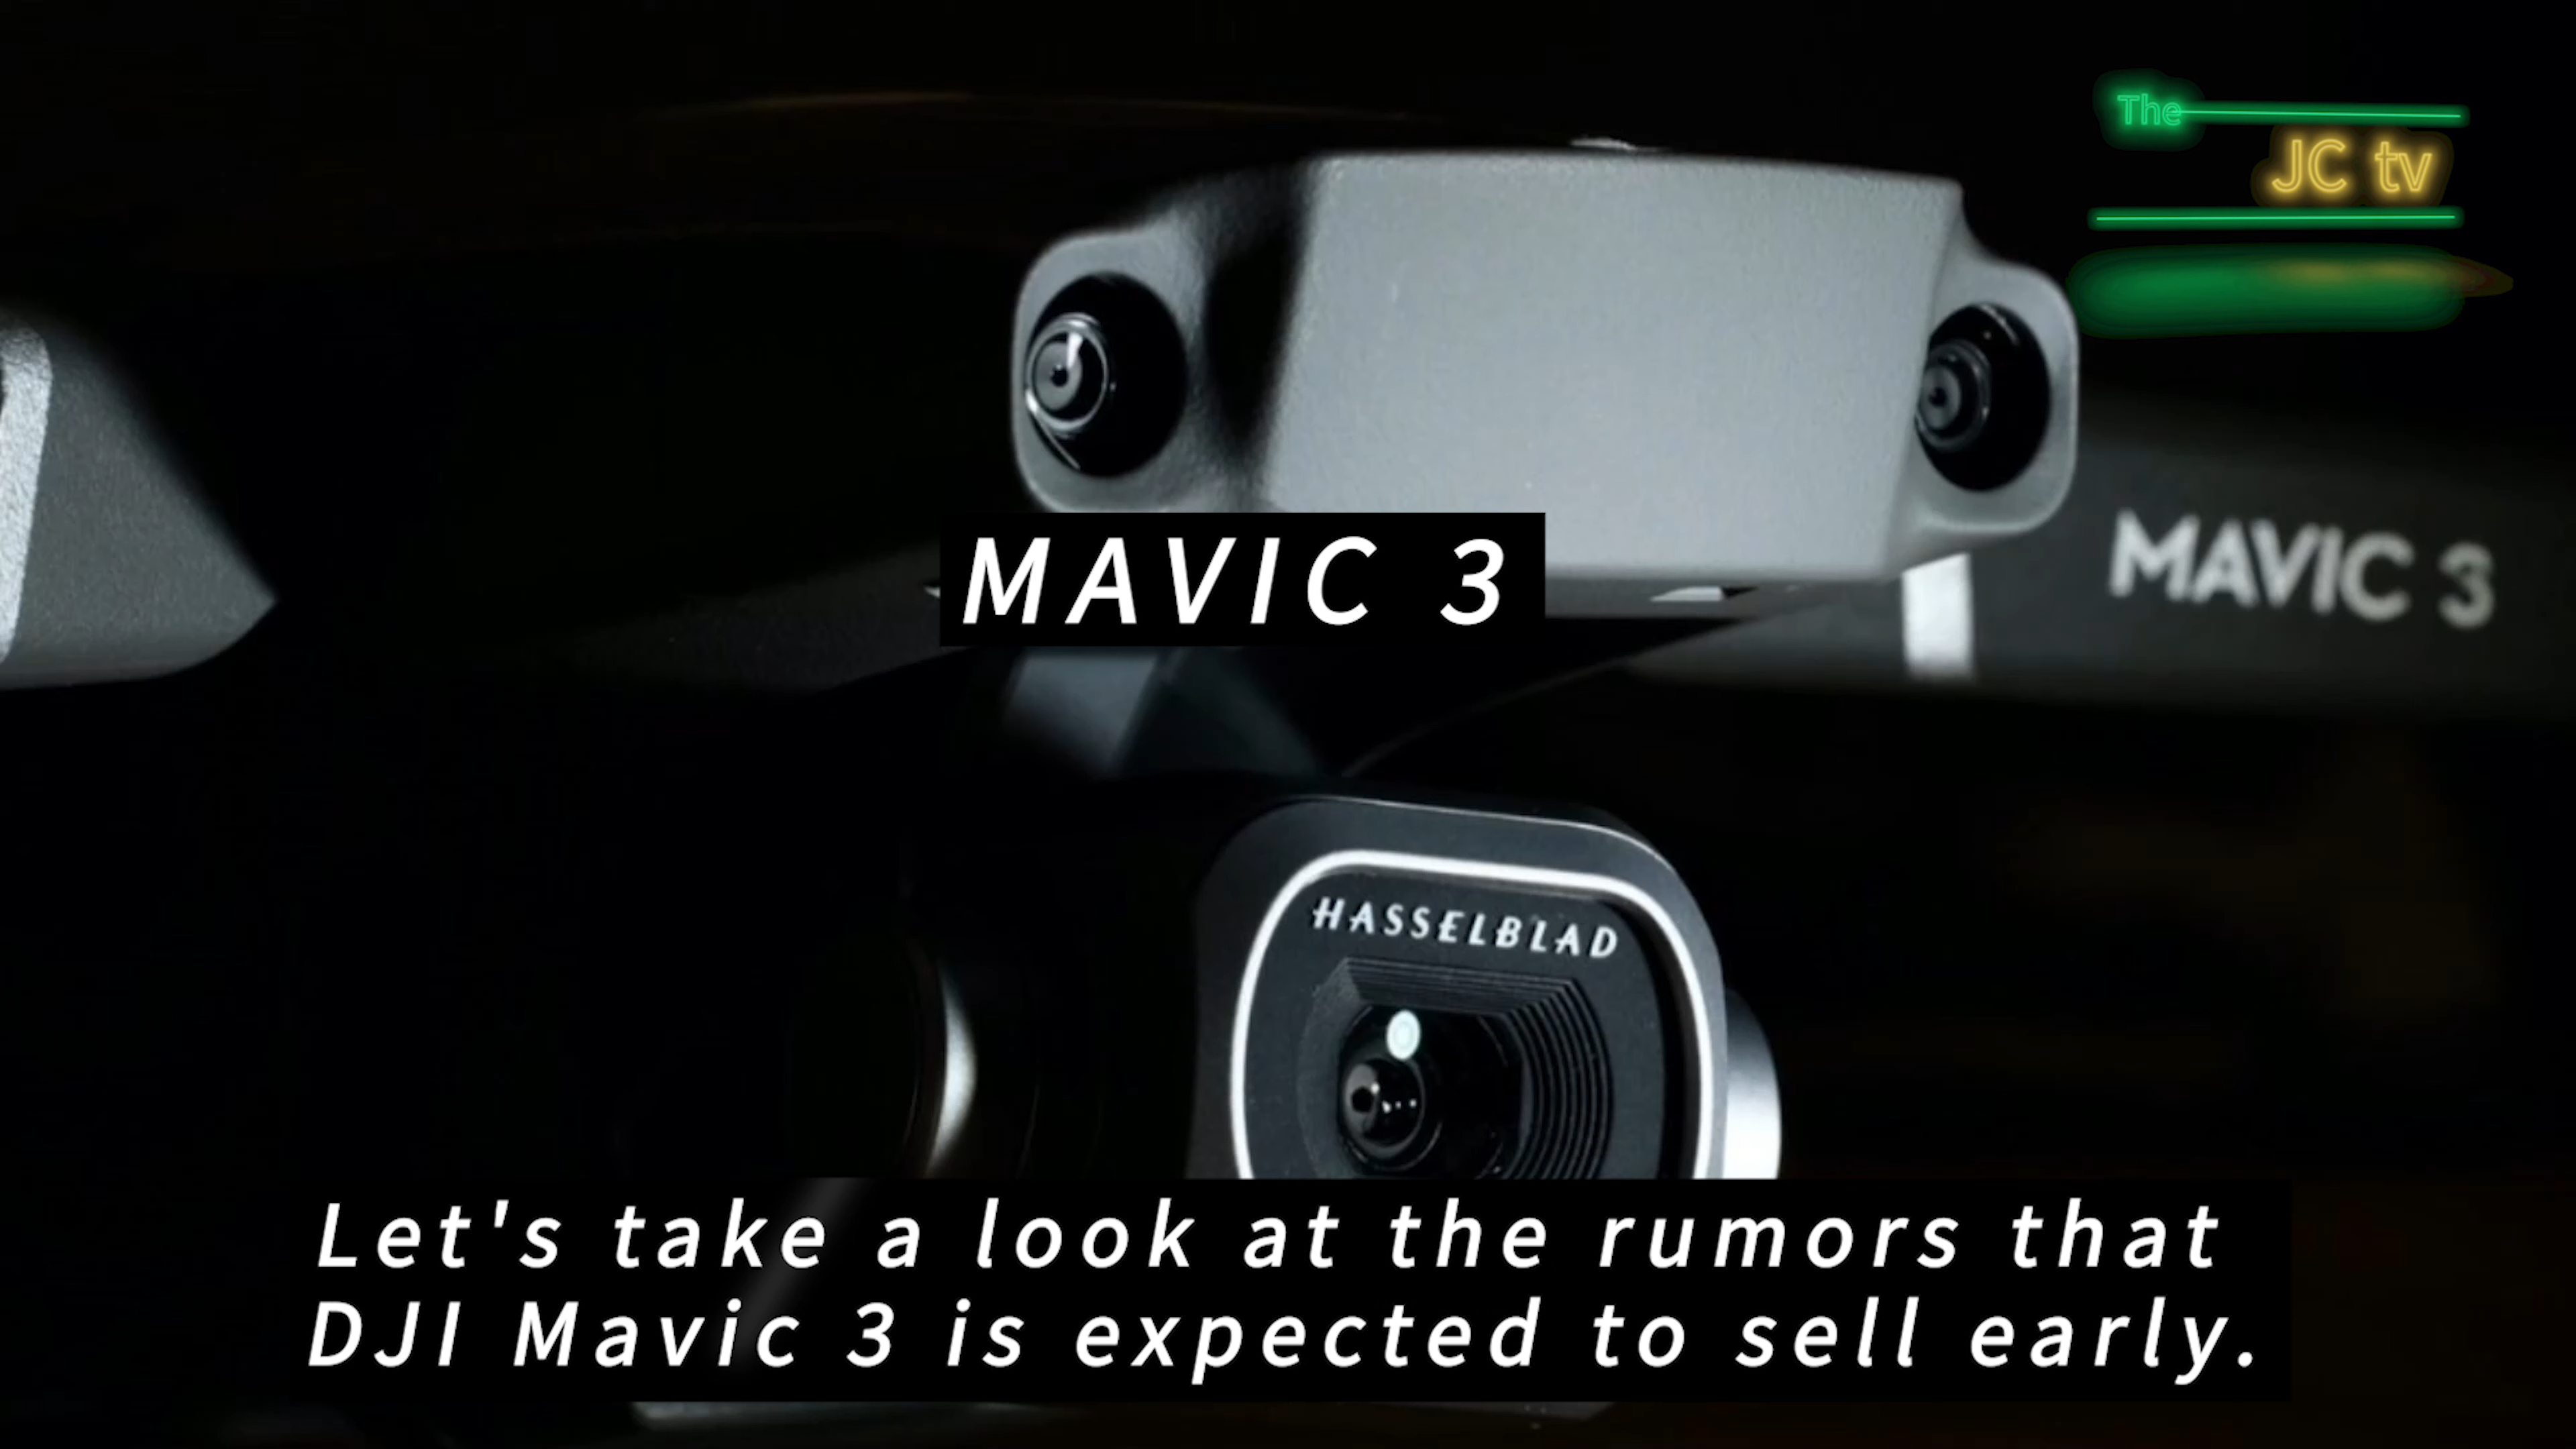 The
JC tv
MAVIC 3
MAVIC 3
HASSELBLAD
Let's take a look at the rumors that
DJI Mavic 3 is expected to sell early.